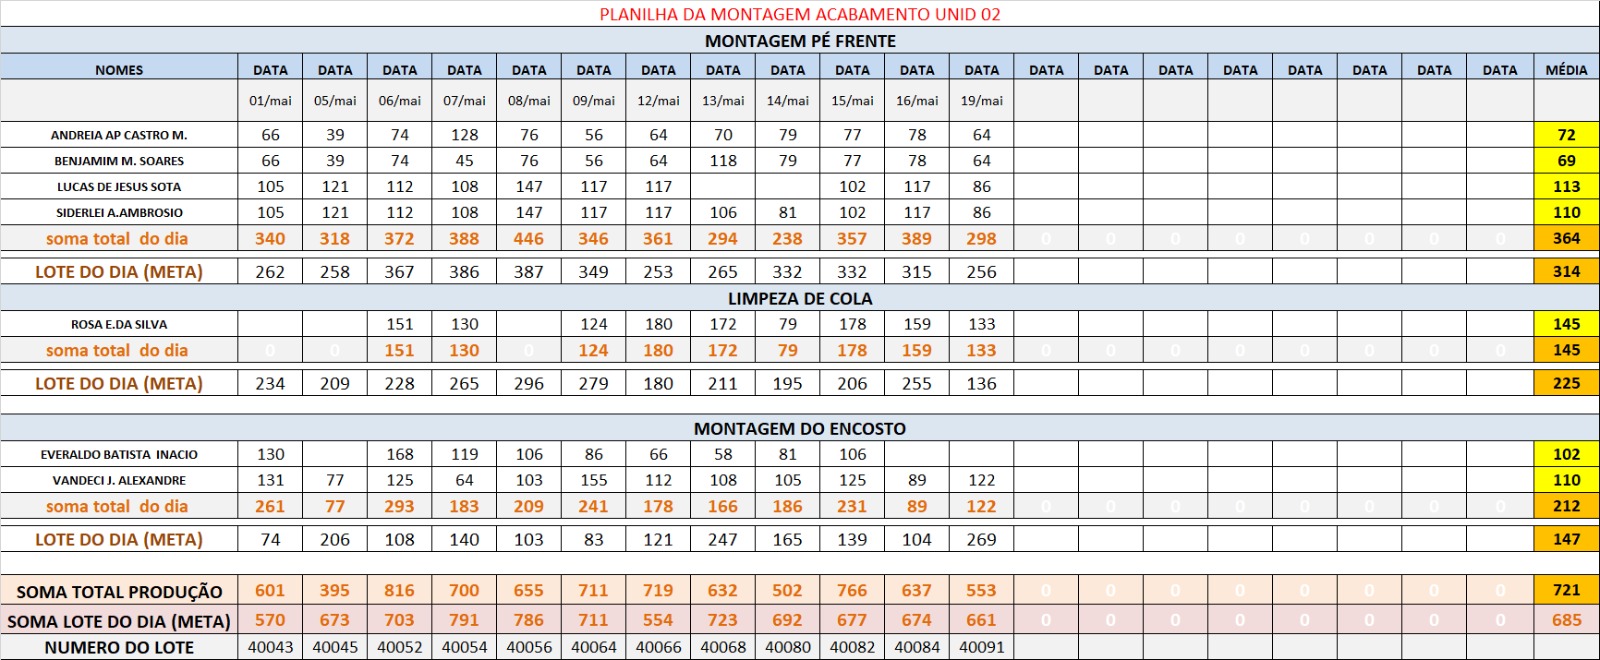 PLANILHA DA MONTAGEM ACABAMENTO UNID 02
MONTAGEM PÉ FRENTE
NOMES DATA DATA DATA DATA DATA DATA DATA DATA DATA DATA DATA DATA DATA DATA DATA DATA DATA DATA DATA DATA MÉDIA
01/mai 05/mai 06/mai 07/mai 08/mai 09/mai 12/mai 13/mai 14/mai 15/mai 16/mai 19/mai
ANDREIA AP CASTRO M. 66 39 74 128 76 56 64 70 79 77 78 64 72
BENJAMIM M. SOARES 66 39 74 45 76 56 64 118 79 77 78 64 69
LUCAS DE JESUS SOTA 105 121 112 108 147 117 117 102 117 86 113
SIDERLEI A.AMBROSIO 105 121 112 108 147 117 117 106 81 102 117 86 110
soma total do dia 340 318 372 388 446 346 361 294 238 357 389 298 0 0 0 0 0 0 0 0 364
LOTE DO DIA (META) 262 258 367 386 387 349 253 265 332 332 315 256 314
LIMPEZA DE COLA
ROSA E.DA SILVA 151 130 124 180 172 79 178 159 133 145
soma total do dia 0 0 151 130 0 124 180 172 79 178 159 133 0 0 0 0 0 0 0 0 145
LOTE DO DIA (META) 234 209 228 265 296 279 180 211 195 206 255 136 225
MONTAGEM DO ENCOSTO
EVERALDO BATISTA INACIO 130 168 119 106 86 66 58 81 106 102
VANDECI J. ALEXANDRE 131 77 125 64 103 155 112 108 105 125 89 122 110
soma total do dia 261 77 293 183 209 241 178 166 186 231 89 122 0 0 0 0 0 0 0 0 212
LOTE DO DIA (META) 74 206 108 140 103 83 121 247 165 139 104 269 147
SOMA TOTAL PRODUÇÃO 601 395 816 700 655 711 719 632 502 766 637 553 0 0 0 0 0 0 0 0 721
SOMA LOTE DO DIA (META) 570 673 703 791 786 711 554 723 692 677 674 661 0 0 0 0 0 0 0 0 685
NUMERO DO LOTE 40043 40045 40052 40054 40056 40064 40066 40068 40080 40082 40084 40091